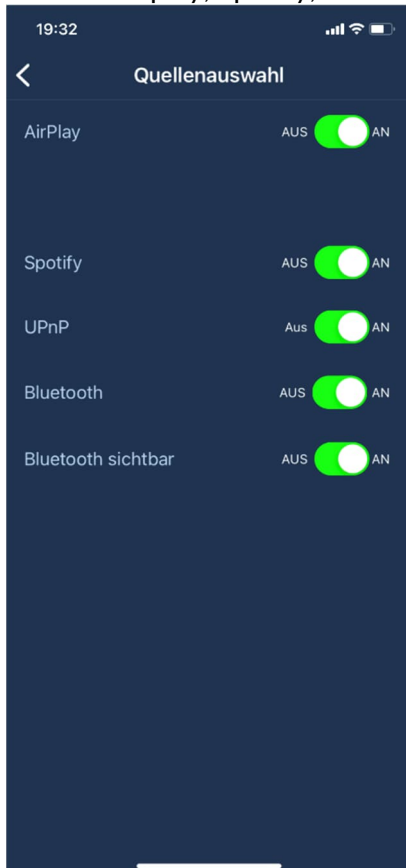 19:32
Quellenauswahl
AirPlay AUS AN
Spotify AUS AN
UPnP Aus AN
Bluetooth AUS AN
Bluetooth sichtbar AUS AN